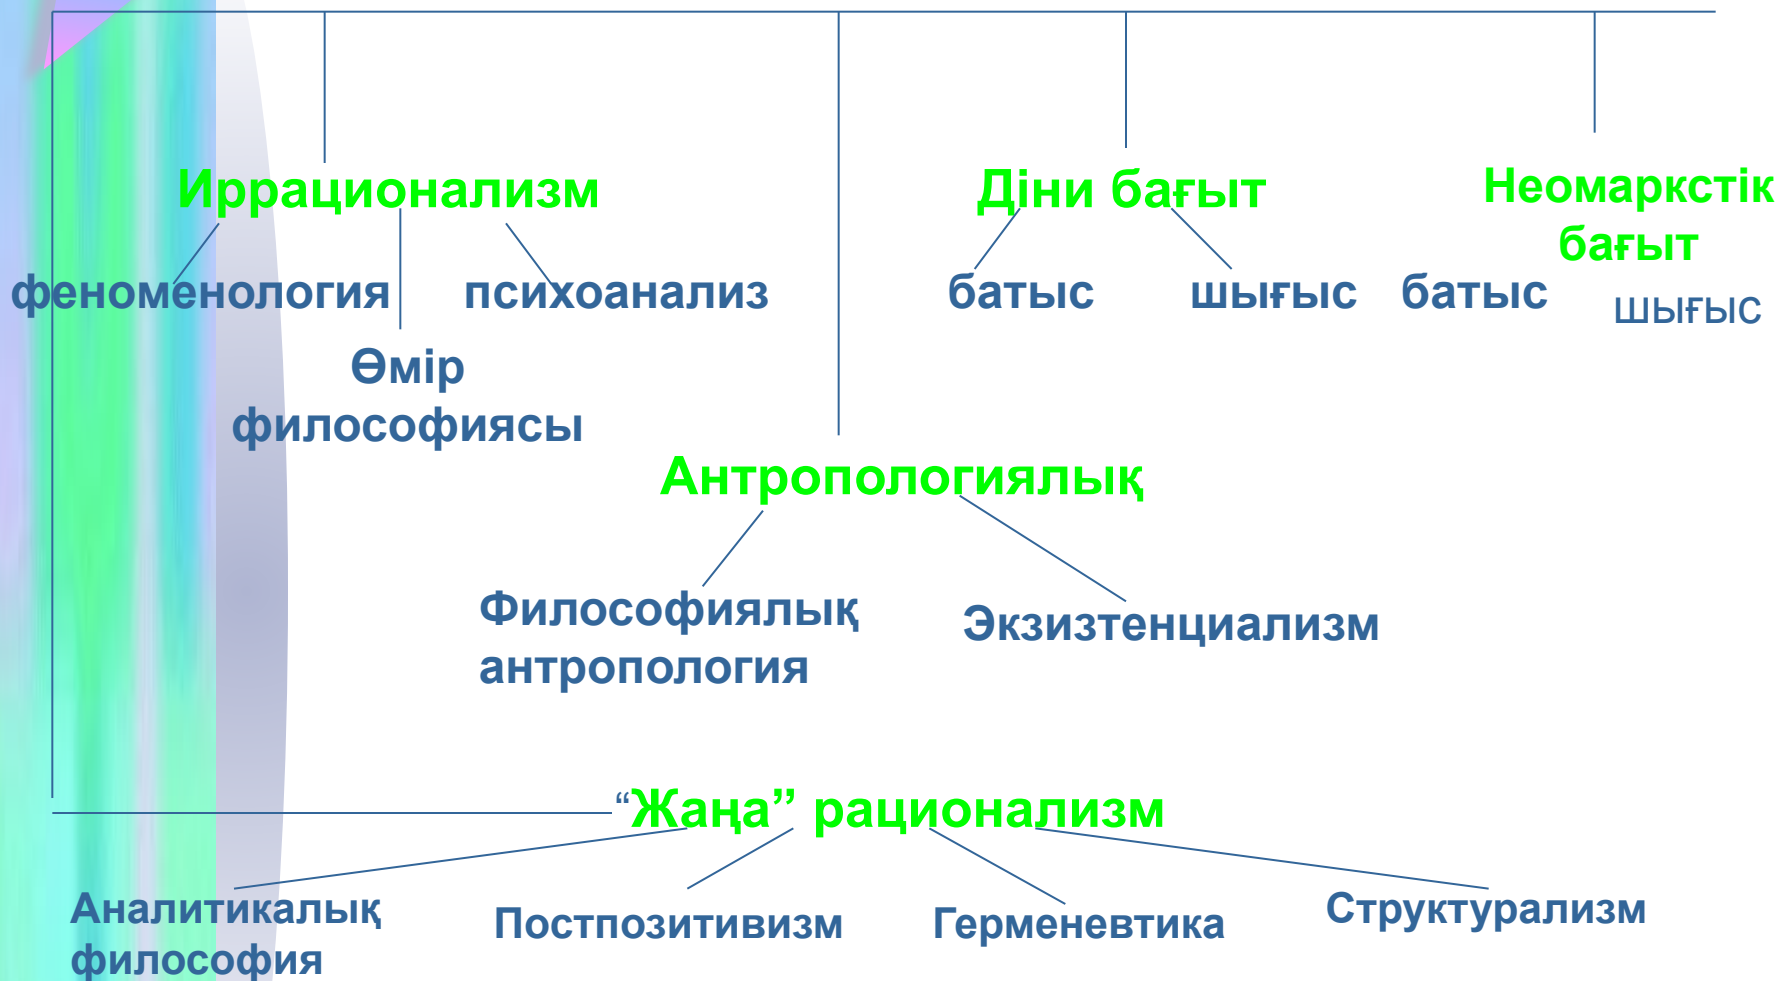 Иррационализм
Діни бағыт
Неомаркстік
бағыт
феноменология
психоанализ
батыс
шығыс
батыс
шығыс
Өмір
философиясы
Антропологиялық
Философиялық
антропология
Экзизтенциализм
“Жаңа” рационализм
Аналитикалық
философия
Постпозитивизм
Герменевтика
Структурализм